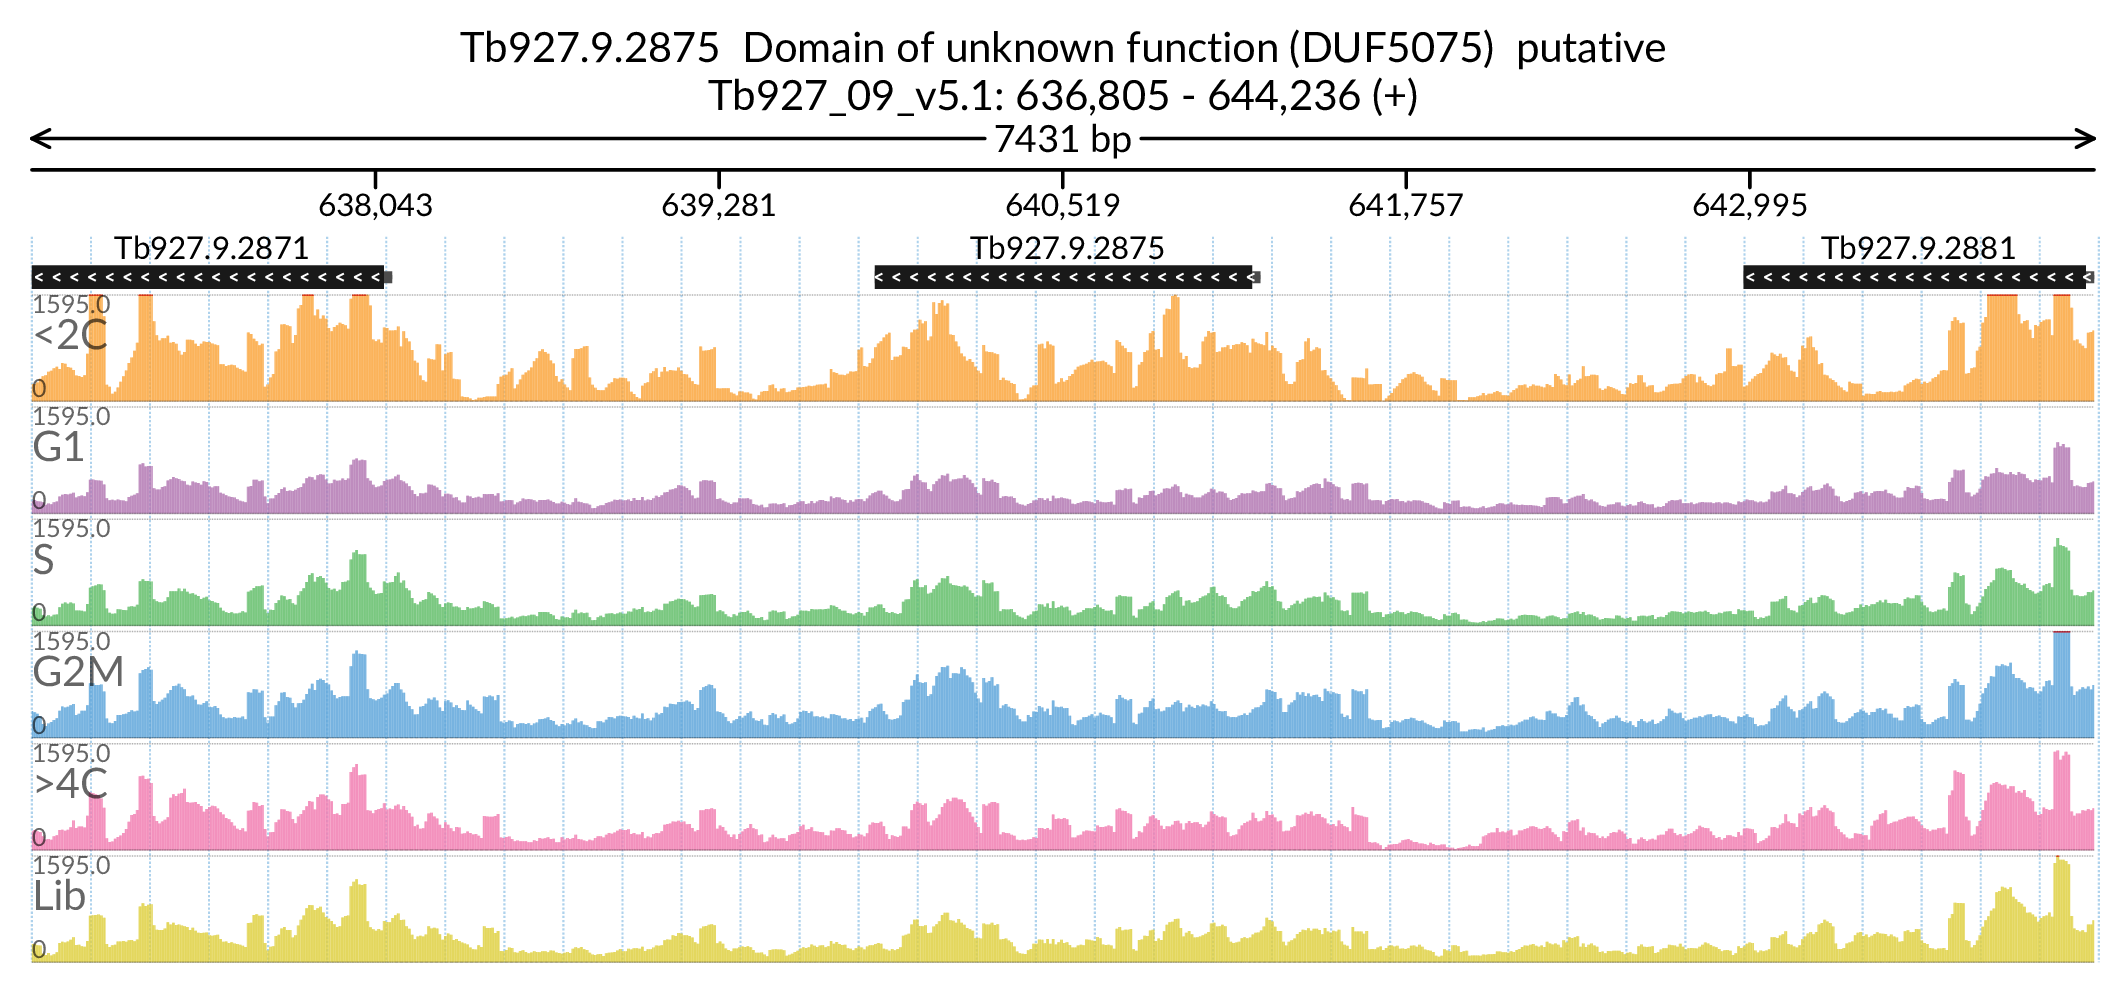 Tb927.9.2875 Domain of unknown function (DUF5075) putative
Tb927_09_v5.1: 636,805 - 644,236 (+)
7431 bp
638,043 639,281 640,519 641,757 642,995
Tb927.9.2871 Tb927.9.2875 Tb927.9.2881
1595.0
<2C
0
1595.0
G1
0
1595.0
S
0
1595.0
G2M
0
1595.0
>4C
0
1595.0
Lib
0